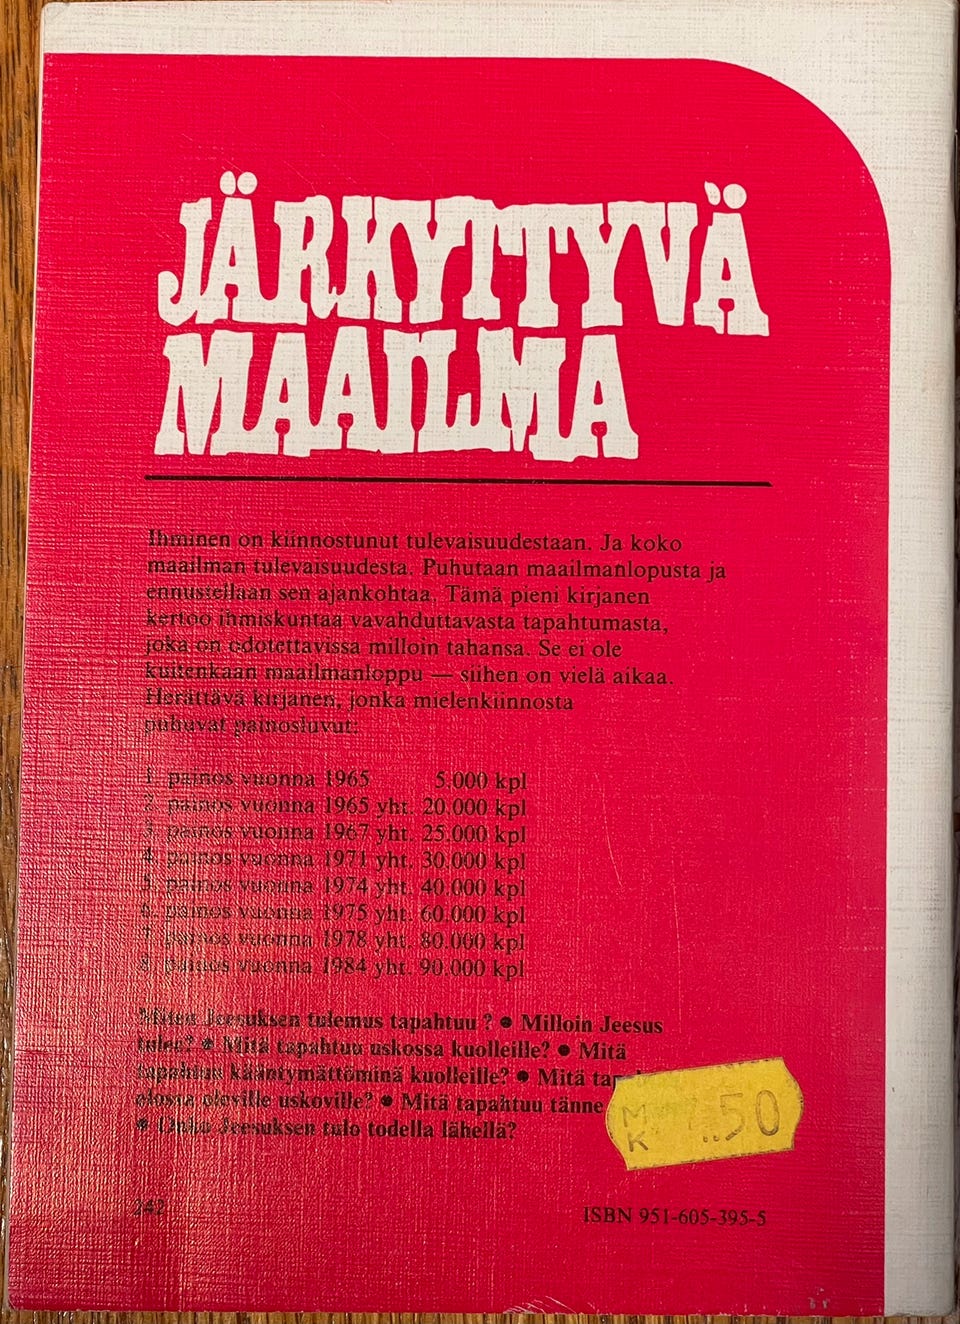 JÄRKYTTYVÄ
MAAILMA
Ihminen on kiinnostunut tulevaisuudestaan. Ja koko
maailman tulevaisuudesta. Puhutaan maailmanlopusta ja
ennustellaan sen ajankohtaa. Tämä pieni kirjanen
kertoo ihmiskuntaa vavahduttavasta tapahtumasta,
joka on odotettavissa milloin tahansa. Se ei ole
kuitenkaan maailmanloppu — siihen on vielä aikaa.
Herättävä kirjanen, jonka mielenkiinnosta
puhuvat painosluvut:
1. painos vuonna 1965 5.000 kpl
2. painos vuonna 1965 yht. 20.000 kpl
3. painos vuonna 1967 yht. 25.000 kpl
4. painos vuonna 1971 yht. 30.000 kpl
5. painos vuonna 1974 yht. 40.000 kpl
6. painos vuonna 1975 yht. 60.000 kpl
7. painos vuonna 1978 yht. 80.000 kpl
8. painos vuonna 1984 yht. 90.000 kpl
Miten Jeesuksen tulemus tapahtuu? ● Milloin Jeesus
tulee? ● Mitä tapahtuu uskossa kuolleille? ● Mitä
tapahtuu kääntymättöminä kuolleille? ● Mitä
elossa oleville uskoville? ● Mitä tapahtuu tänne
● Onko Jeesuksen tulo todella lähellä?
MK .50
242
ISBN 951-605-395-5